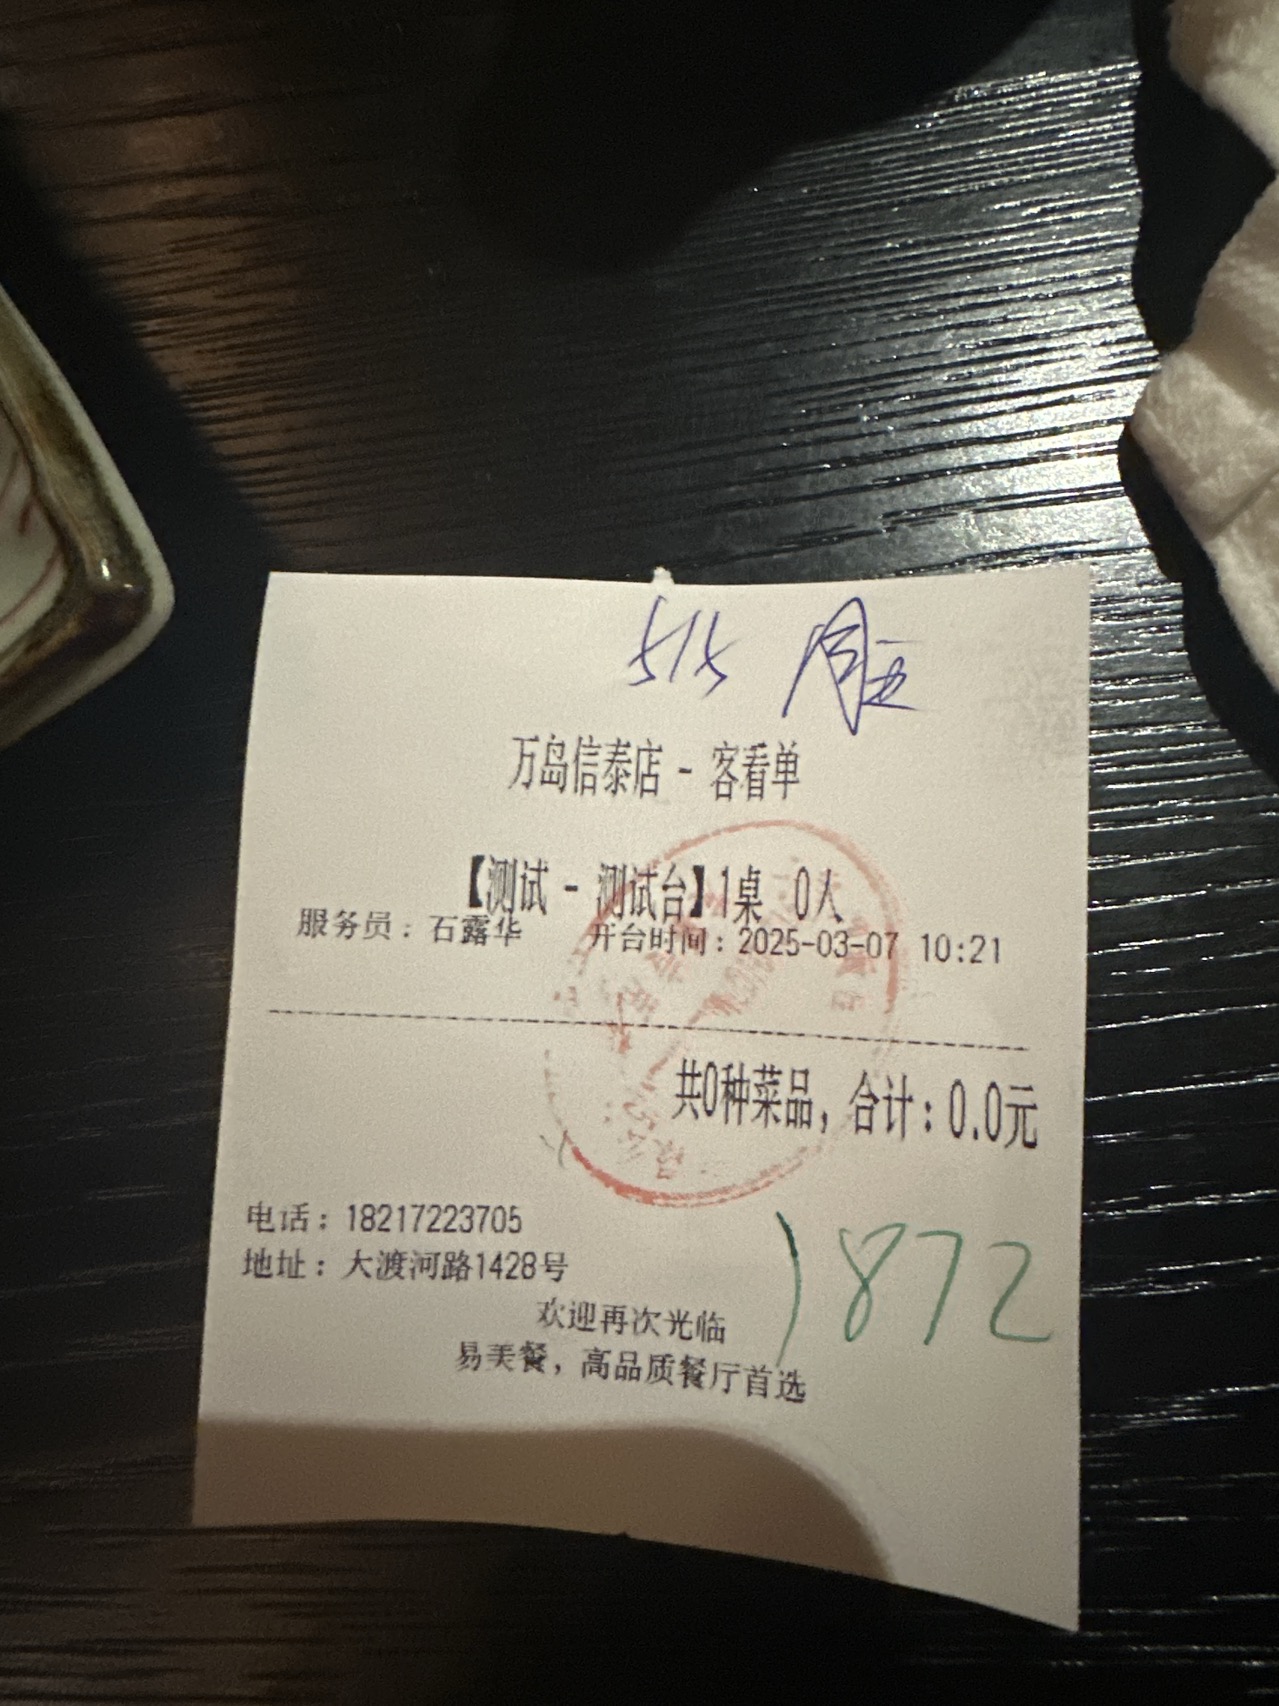 515
万岛信泰店 - 客看单
【测试 - 测试台】1桌 0人
服务员：石露华 开台时间：2025-03-07 10:21
共0种菜品，合计：0.0元
电话：18217223705
地址：大渡河路1428号
1872
欢迎再次光临
易美餐，高品质餐厅首选